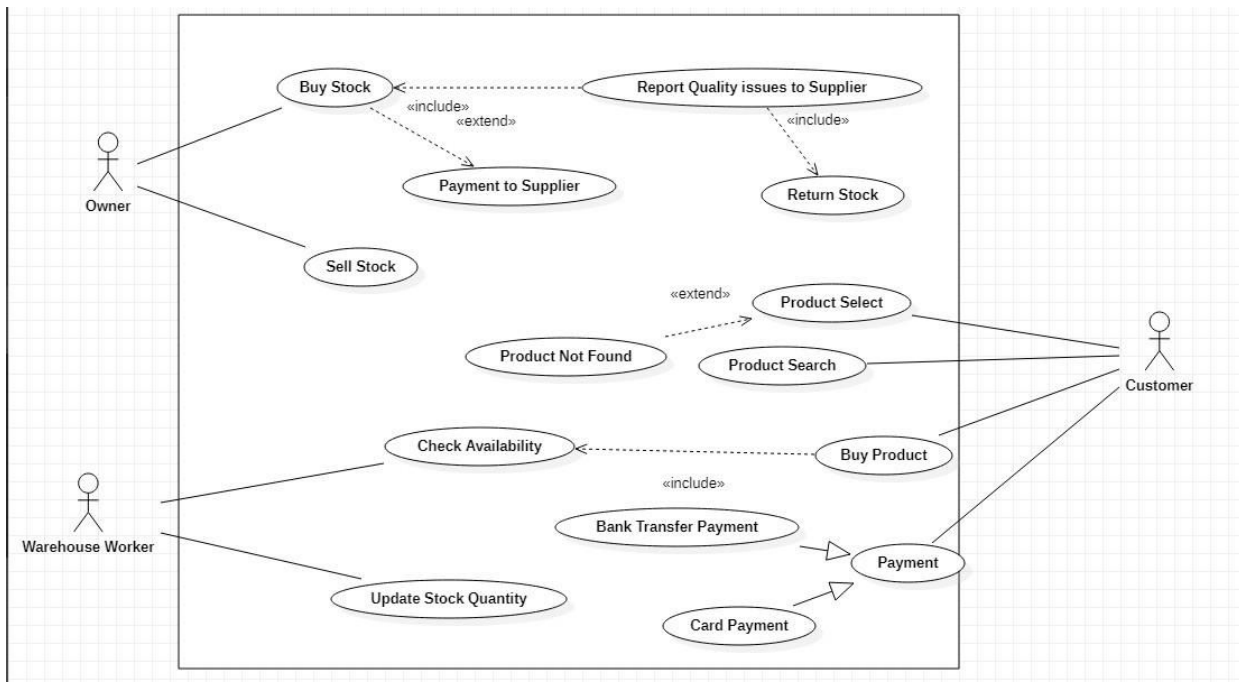 Buy Stock
Report Quality issues to Supplier
«include»
«extend»
«include»
Payment to Supplier
Return Stock
Owner
Sell Stock
«extend»
Product Select
Product Not Found
Product Search
Customer
Check Availability
Buy Product
«include»
Bank Transfer Payment
Warehouse Worker
Payment
Update Stock Quantity
Card Payment